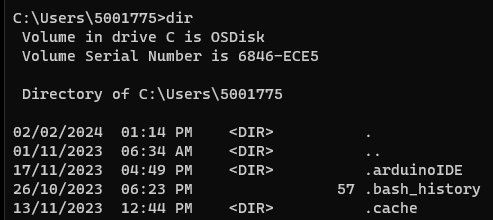 C:\Users\5001775>dir
Volume in drive C is OSDisk
Volume Serial Number is 6846-ECE5
Directory of C:\Users\5001775
02/02/2024 01:14 PM <DIR> .
01/11/2023 06:34 AM <DIR> ..
17/11/2023 04:49 PM <DIR> .arduinoIDE
26/10/2023 06:23 PM 57 .bash_history
13/11/2023 12:44 PM <DIR> .cache